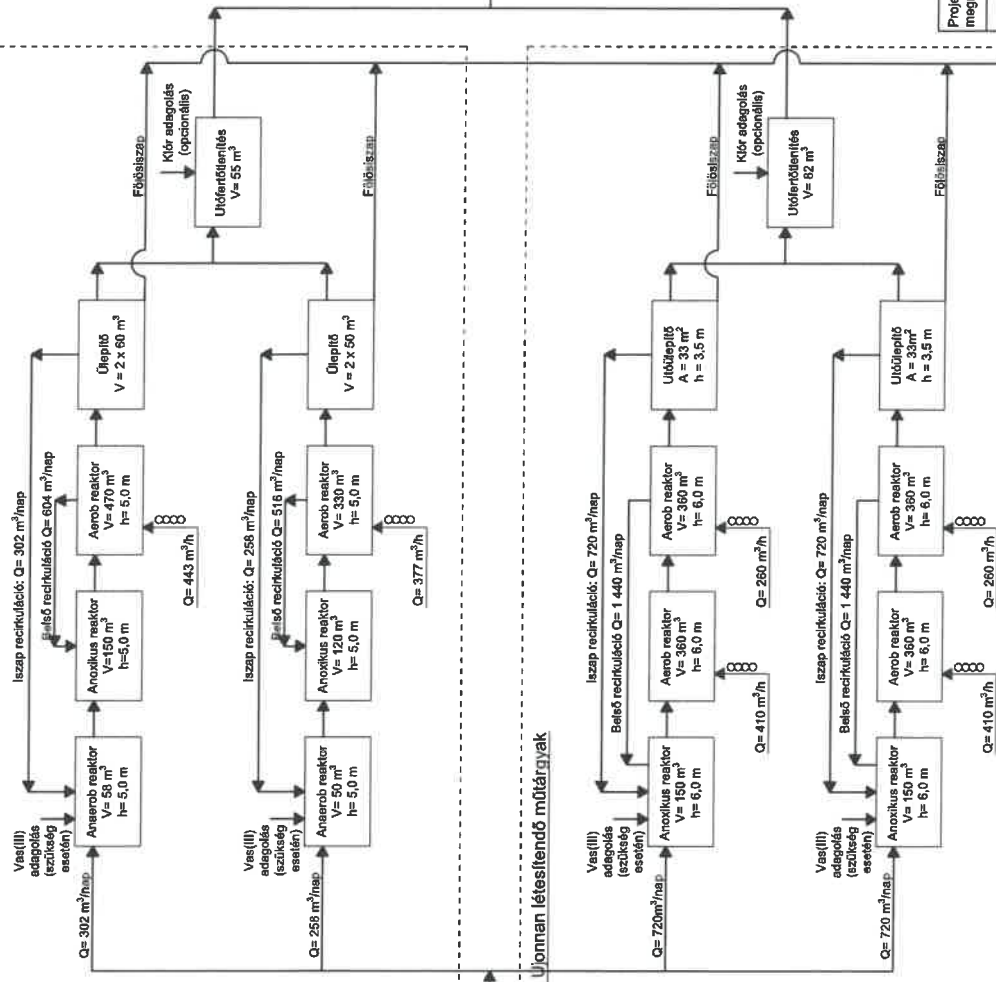 Proje
megn
Fölösiszap
Klór adagolás
(opcionális)
Utófertőtlenítés
V= 55 m³
Fölösiszap
Ülepítő
V = 2 x 60 m³
Iszap recirkuláció: Q= 302 m³/nap
Belső recirkuláció Q= 604 m³/nap
Aerob reaktor
V= 470 m³
h= 5,0 m
Q= 443 m³/h
Anoxikus reaktor
V=150 m³
h=5,0 m
Anaerob reaktor
V= 58 m³
h= 5,0 m
Vas(III)
adagolás
(szükség
esetén)
Q= 302 m³/nap
Ülepítő
V = 2 x 50 m³
Iszap recirkuláció: Q= 258 m³/nap
Belső recirkuláció Q= 516 m³/nap
Aerob reaktor
V= 330 m³
h= 5,0 m
Q= 377 m³/h
Anoxikus reaktor
V= 120 m³
h=5,0 m
Anaerob reaktor
V= 50 m³
h=5,0 m
Vas(III)
adagolás
(szükség
esetén)
Q= 258 m³/nap
Újonnan létesítendő műtárgyak
Fölösiszap
Klór adagolás
(opcionális)
Utófertőtlenítés
V= 82 m³
Fölösiszap
Utóülepítő
A = 33 m²
h = 3,5 m
Iszap recirkuláció: Q= 720 m³/nap
Belső recirkuláció Q= 1 440 m³/nap
Aerob reaktor
V= 360 m³
h= 6,0 m
Q= 260 m³/h
Aerob reaktor
V= 360 m³
h= 6,0 m
Q= 410 m³/h
Anoxikus reaktor
V= 150 m³
h= 6,0 m
Vas(III)
adagolás
(szükség
esetén)
Q= 720m³/nap
Utóülepítő
A = 33m²
h = 3,5 m
Iszap recirkuláció: Q= 720 m³/nap
Belső recirkuláció Q= 1 440 m³/nap
Aerob reaktor
V= 360 m³
h= 6,0 m
Q= 260 m³/h
Aerob reaktor
V= 360 m³
h= 6,0 m
Q= 410 m³/h
Anoxikus reaktor
V= 150 m³
h= 6,0 m
Vas(III)
adagolás
(szükség
esetén)
Q= 720 m³/nap